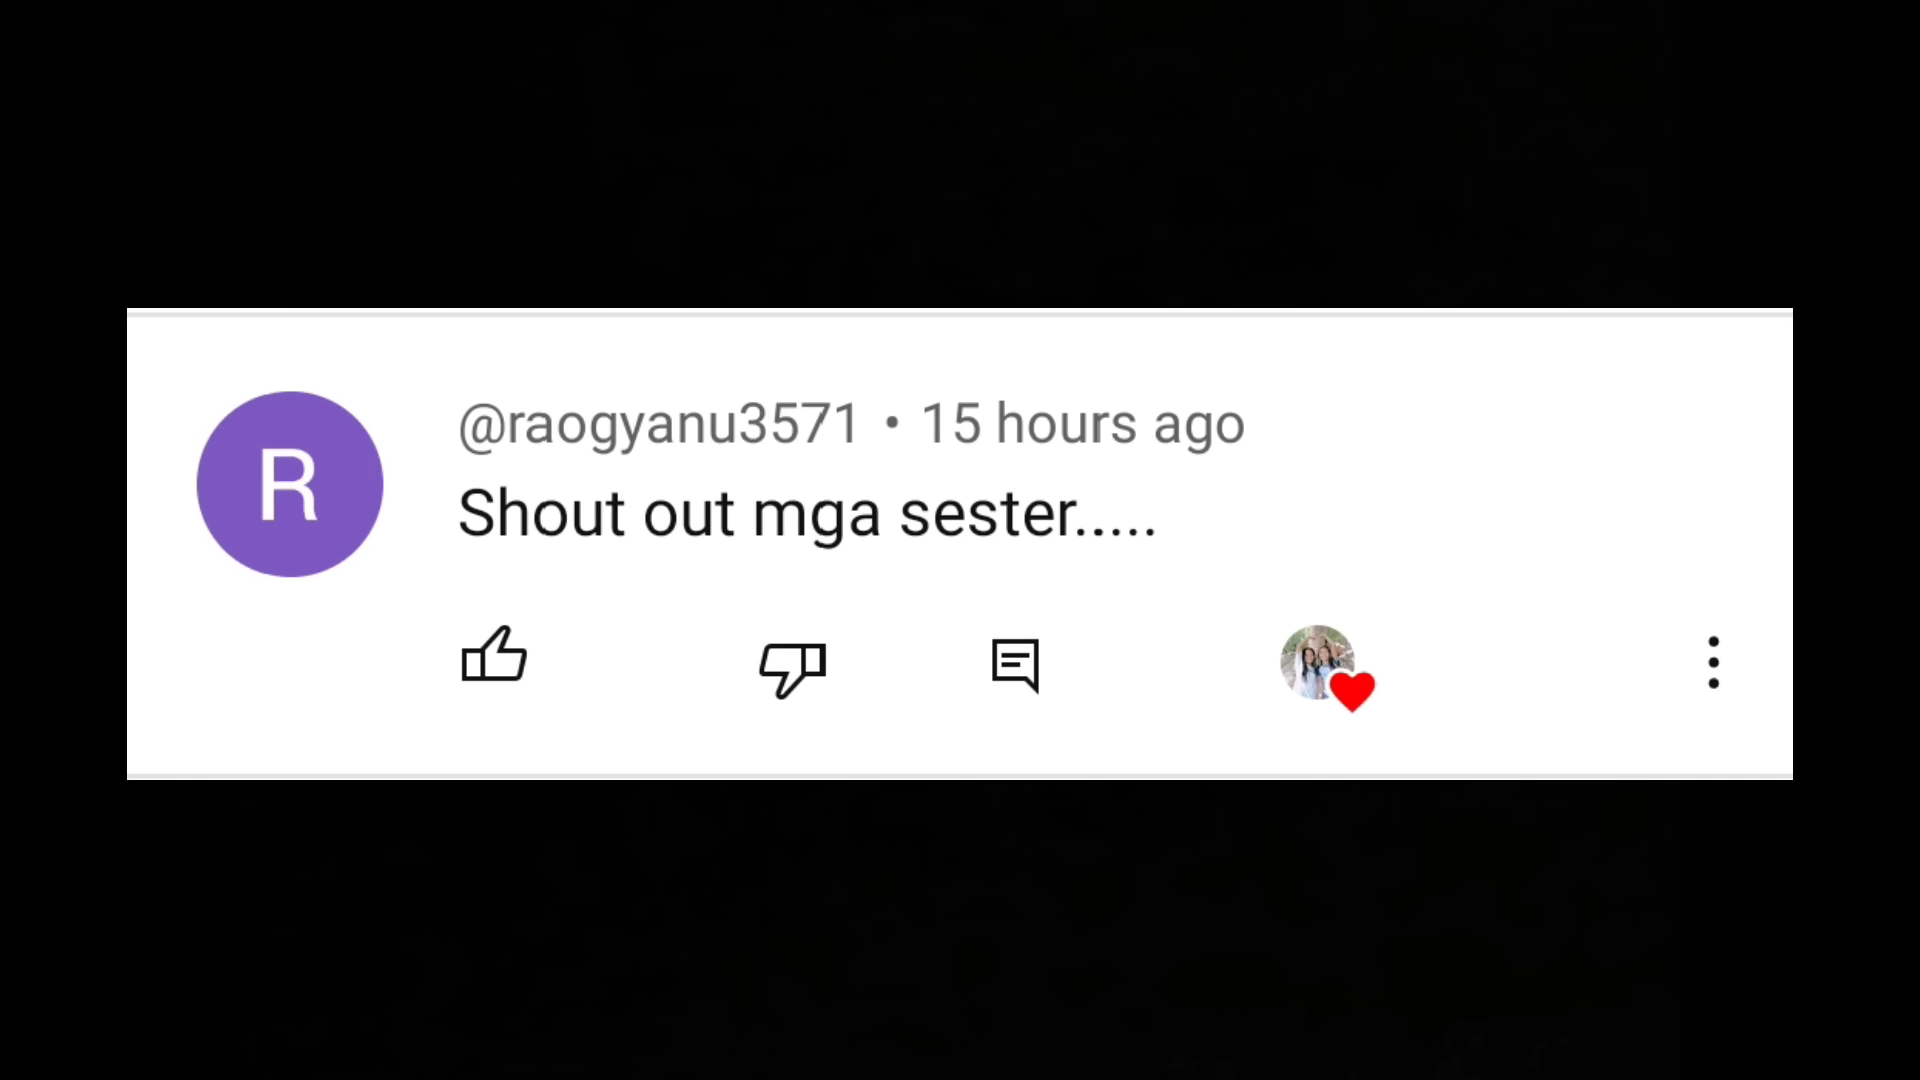 R
@raogyanu3571 • 15 hours ago
Shout out mga sester.....